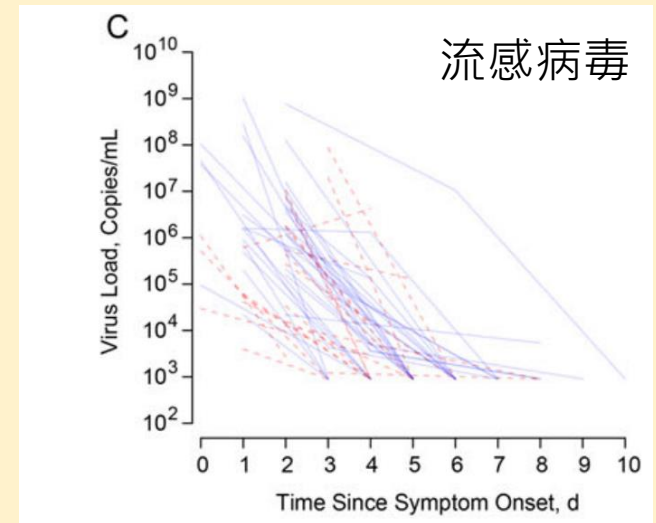 C
流感病毒
10^10
10^9
10^8
10^7
10^6
10^5
10^4
10^3
10^2
Virus Load, Copies/mL
0 1 2 3 4 5 6 7 8 9 10
Time Since Symptom Onset, d